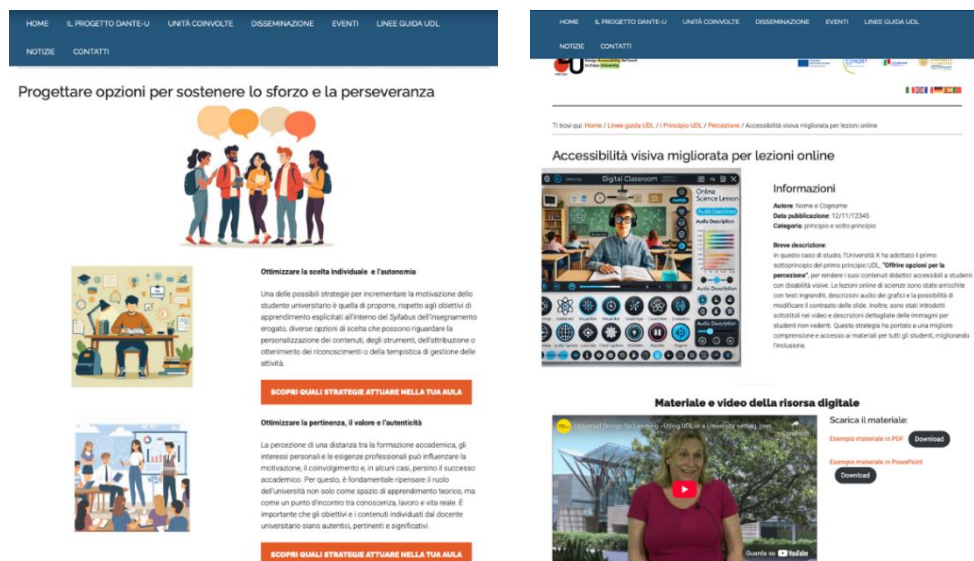 HOME IL PROGETTO DANTE-U UNITÀ COINVOLTE DISSEMINAZIONE EVENTI LINEE GUIDA UDL
NOTIZIE CONTATTI
Progettare opzioni per sostenere lo sforzo e la perseveranza
Ottimizzare la scelta individuale e l'autonomia
Una delle possibili strategie per incrementare la motivazione dello
studente universitario è quella di proporre, rispetto agli obiettivi di
apprendimento esplicitati all'interno del Syllabus dell'insegnamento
erogato, diverse opzioni di scelta che possono riguardare la
personalizzazione dei contenuti, degli strumenti, dell'attribuzione o
ottenimento dei riconoscimenti o della tempistica di gestione delle
attività.
SCOPRI QUALI STRATEGIE ATTUARE NELLA TUA AULA
Ottimizzare la pertinenza, il valore e l'autenticità
La percezione di una distanza tra la formazione accademica, gli
interessi personali e le esigenze professionali può influenzare la
motivazione, il coinvolgimento e, in alcuni casi, persino il successo
accademico. Per questo, è fondamentale ripensare il ruolo
dell'università non solo come spazio di apprendimento teorico, ma
come un punto d'incontro tra conoscenza, lavoro e vita reale. È
importante che gli obiettivi e i contenuti individuati dal docente
universitario siano autentici, pertinenti e significativi.
SCOPRI QUALI STRATEGIE ATTUARE NELLA TUA AULA
HOME IL PROGETTO DANTE-U UNITÀ COINVOLTE DISSEMINAZIONE EVENTI LINEE GUIDA UDL
NOTIZIE CONTATTI
Design Accessibility Network
to Enjoy University
Ti trovi qui: Home / Linee guida UDL / I Principio UDL / Percezione / Accessibilità visiva migliorata per lezioni online
Accessibilità visiva migliorata per lezioni online
Digital Classroom
Online
Science Lesson
Audio Description
Audio Description
Audio Description
Informazioni
Autore: Nome e Cognome
Data pubblicazione: 12/11/12345
Categoria: principio e sotto principio
Breve descrizione:
In questo caso di studio, l'Università X ha adottato il primo
sottoprincipio del primo principio UDL, "Offrire opzioni per la
percezione", per rendere i suoi contenuti didattici accessibili a studenti
con disabilità visive. Le lezioni online di scienze sono state arricchite
con testi ingranditi, descrizioni audio dei grafici e la possibilità di
modificare il contrasto delle slide. Inoltre, sono stati introdotti
sottotitoli nei video e descrizioni dettagliate delle immagini per
studenti non vedenti. Questa strategia ha portato a una migliore
comprensione e accesso ai materiali per tutti gli studenti, migliorando
l'inclusione.
Materiale e video della risorsa digitale
Universal Design for Learning - Using UDL in a University setting, com
Condividi
Guarda su YouTube
Scarica il materiale:
Esempio materiale in PDF Download
Esempio materiale in PowerPoint
Download